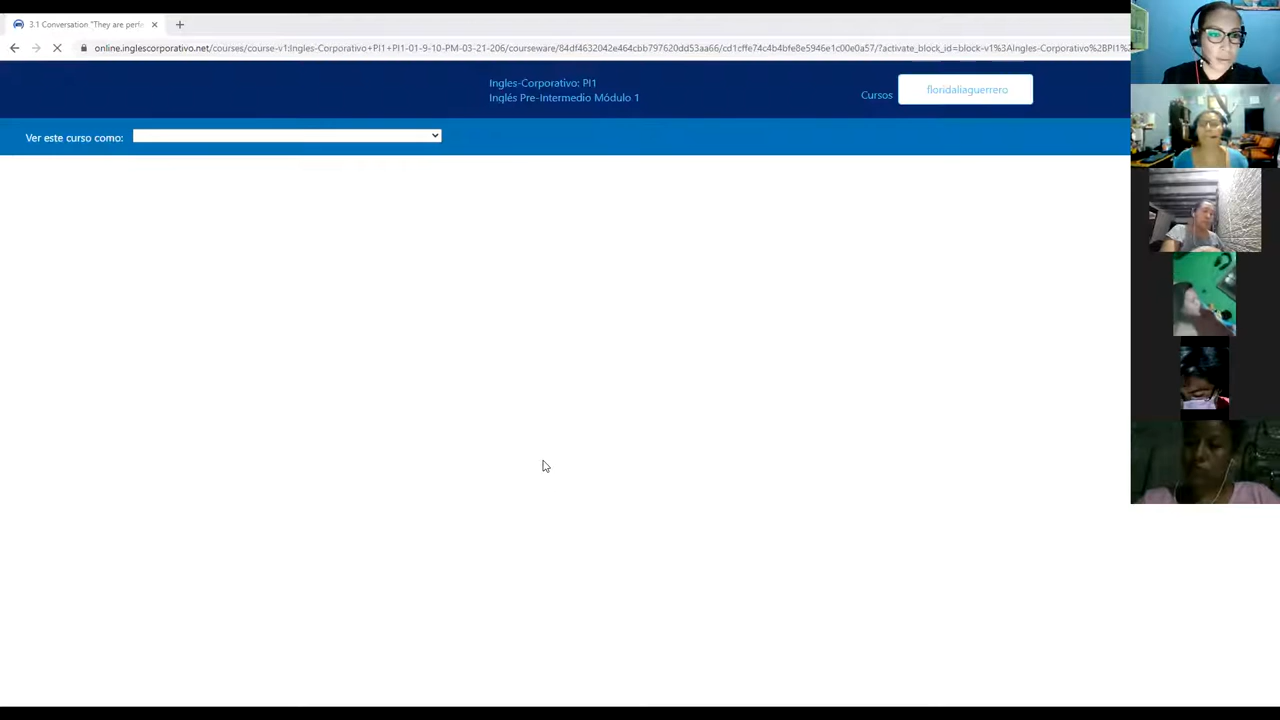 3.1 Conversation "They are perfe
online.inglescorporativo.net/courses/course-v1:Ingles-Corporativo+PI1+PI1-01-9-10-PM-03-21-206/courseware/84df4632042e464cbb797620dd53aa66/cd1cffe74c4b4bfe8e5946e1c00e0a57/?activate_block_id=block-v1%3AIngles-Corporativo%2BPI1%
Ingles-Corporativo: PI1
Inglés Pre-Intermedio Módulo 1
Cursos
floridaliaguerrero
Ver este curso como: